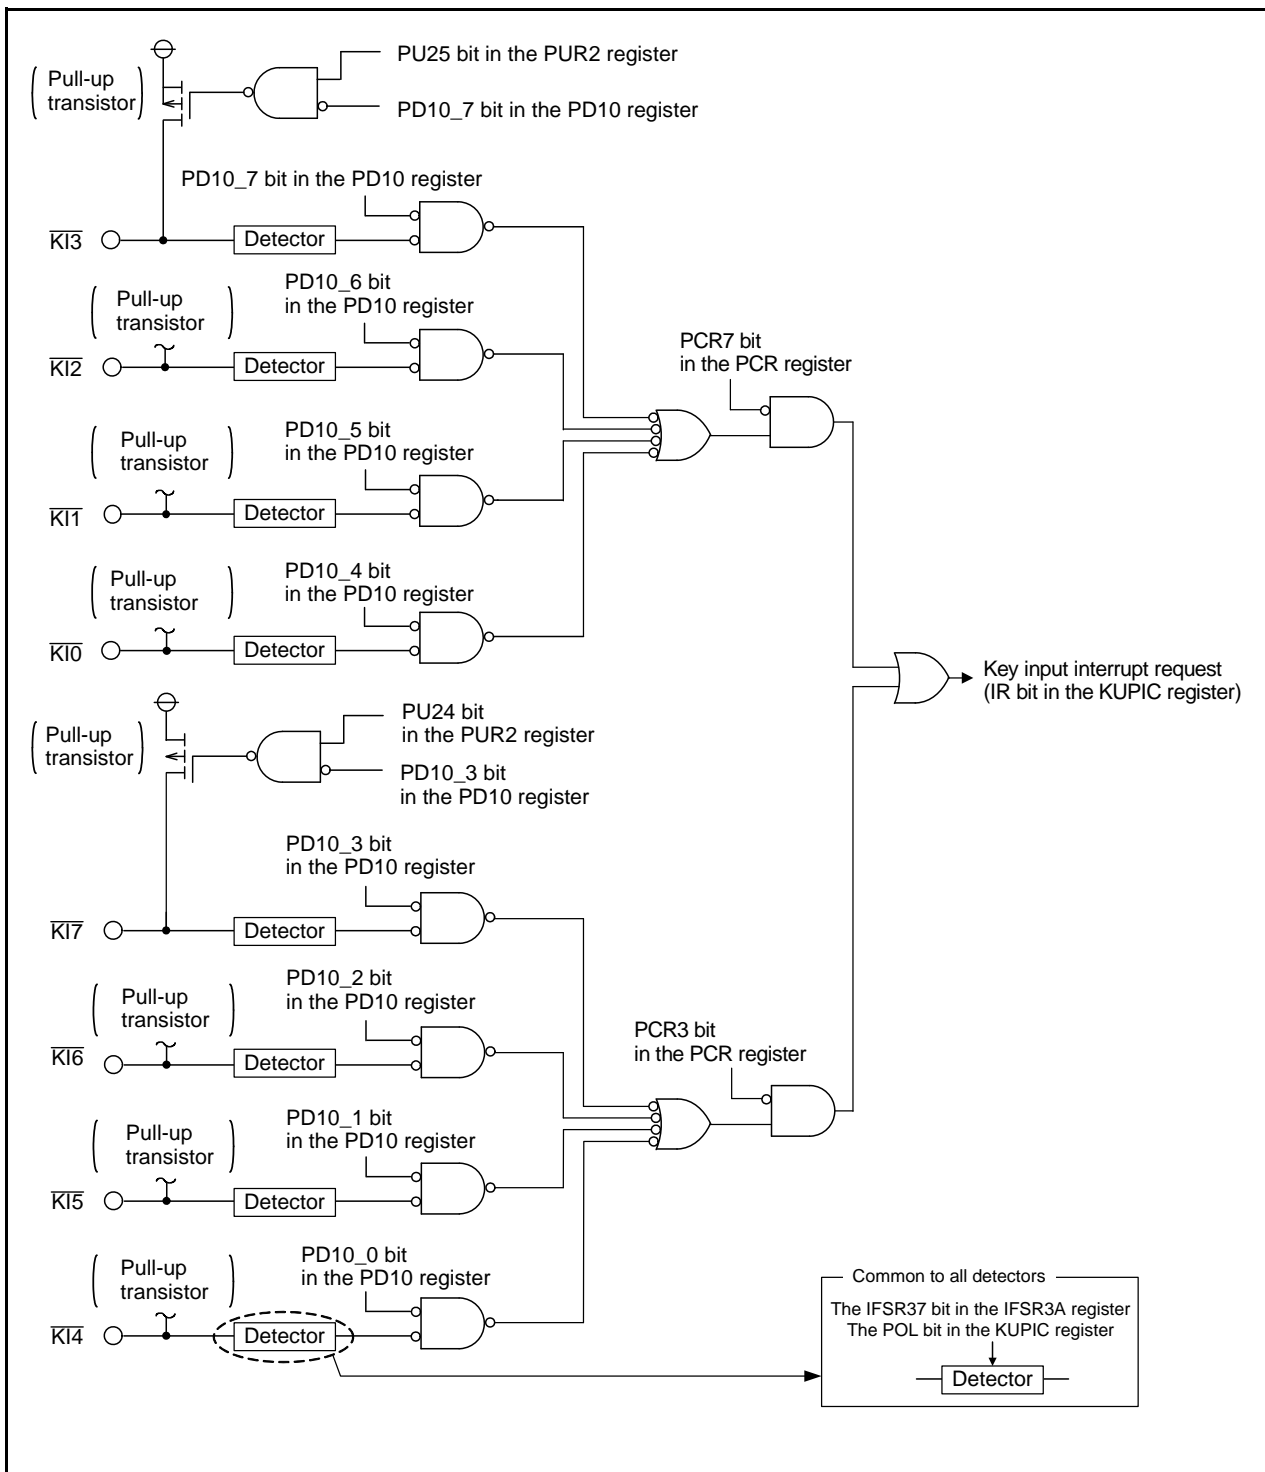 PU25 bit in the PUR2 register
Pull-up
transistor
PD10_7 bit in the PD10 register
PD10_7 bit in the PD10 register
KI3
Detector
PD10_6 bit
in the PD10 register
Pull-up
transistor
PCR7 bit
in the PCR register
KI2
Detector
PD10_5 bit
in the PD10 register
Pull-up
transistor
KI1
Detector
PD10_4 bit
in the PD10 register
Pull-up
transistor
KI0
Detector
Key input interrupt request
(IR bit in the KUPIC register)
PU24 bit
in the PUR2 register
Pull-up
transistor
PD10_3 bit
in the PD10 register
PD10_3 bit
in the PD10 register
KI7
Detector
PD10_2 bit
in the PD10 register
Pull-up
transistor
PCR3 bit
in the PCR register
KI6
Detector
PD10_1 bit
in the PD10 register
Pull-up
transistor
KI5
Detector
PD10_0 bit
in the PD10 register
Pull-up
transistor
KI4
Detector
Common to all detectors
The IFSR37 bit in the IFSR3A register
The POL bit in the KUPIC register
Detector